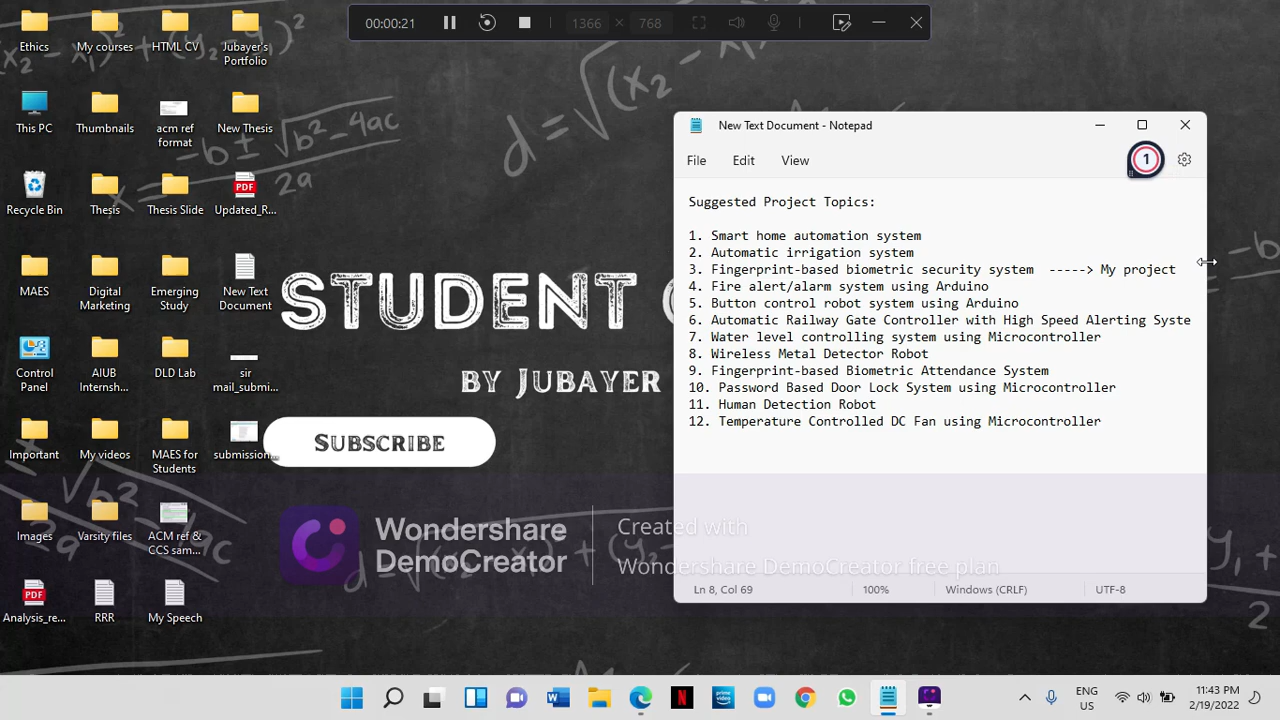 00:00:21
1366 × 768
Ethics
My courses
HTML CV
Jubayer's
Portfolio
This PC
Thumbnails
acm ref
format
New Thesis
Recycle Bin
Thesis
Thesis Slide
Updated_R...
MAES
Digital
Marketing
Emerging
Study
New Text
Document
Control
Panel
AIUB
Internsh...
DLD Lab
sir
mail_submi...
Important
My videos
MAES for
Students
submission...
Images
Varsity files
ACM ref &
CCS sam...
Analysis_re...
RRR
My Speech
STUDENT
BY JUBAYER
SUBSCRIBE
Wondershare
DemoCreator
Created with
Wondershare DemoCreator free plan
New Text Document - Notepad
File Edit View
1
Suggested Project Topics:
1. Smart home automation system
2. Automatic irrigation system
3. Fingerprint-based biometric security system -----> My project
4. Fire alert/alarm system using Arduino
5. Button control robot system using Arduino
6. Automatic Railway Gate Controller with High Speed Alerting Syste
7. Water level controlling system using Microcontroller
8. Wireless Metal Detector Robot
9. Fingerprint-based Biometric Attendance System
10. Password Based Door Lock System using Microcontroller
11. Human Detection Robot
12. Temperature Controlled DC Fan using Microcontroller
Ln 8, Col 69
100%
Windows (CRLF)
UTF-8
ENG
US
11:43 PM
2/19/2022